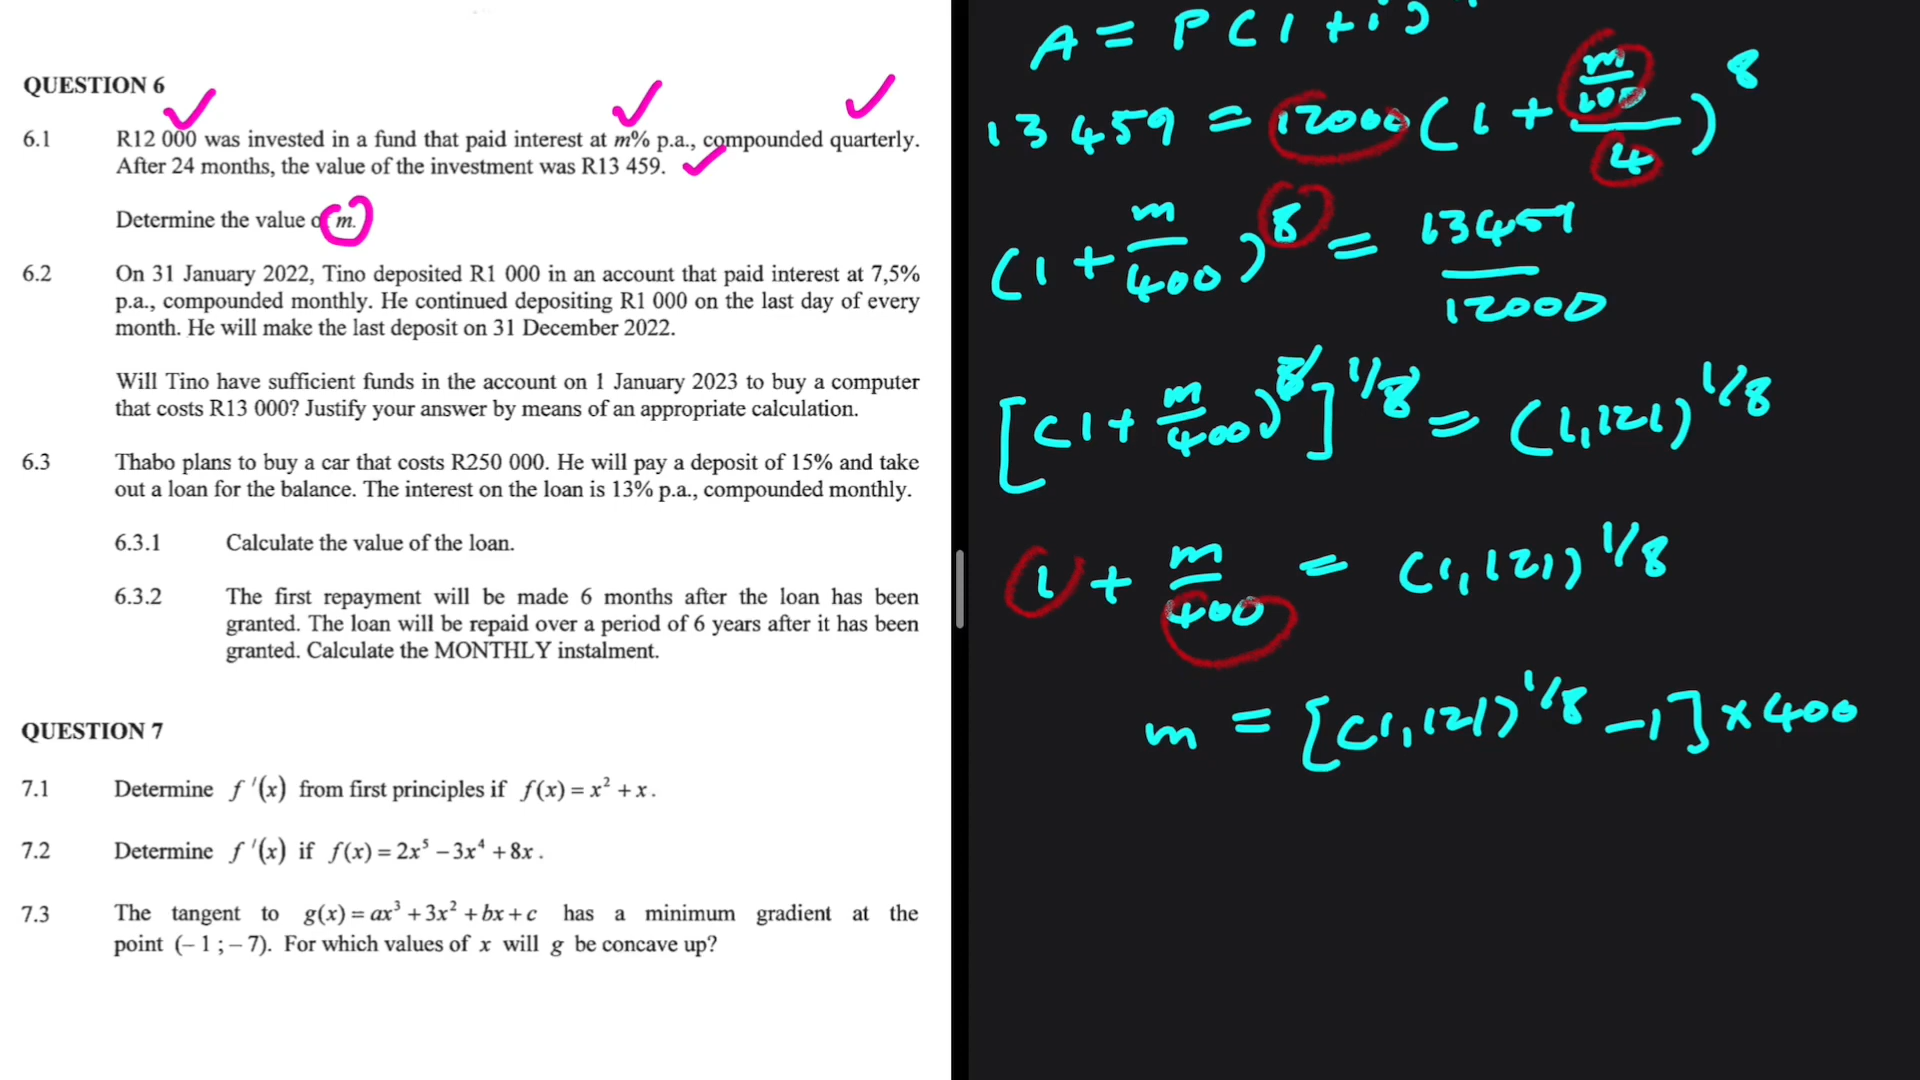 QUESTION 6
6.1 R12 000 was invested in a fund that paid interest at m% p.a., compounded quarterly.
After 24 months, the value of the investment was R13 459.
Determine the value o m.
6.2 On 31 January 2022, Tino deposited R1 000 in an account that paid interest at 7,5%
p.a., compounded monthly. He continued depositing R1 000 on the last day of every
month. He will make the last deposit on 31 December 2022.
Will Tino have sufficient funds in the account on 1 January 2023 to buy a computer
that costs R13 000? Justify your answer by means of an appropriate calculation.
6.3 Thabo plans to buy a car that costs R250 000. He will pay a deposit of 15% and take
out a loan for the balance. The interest on the loan is 13% p.a., compounded monthly.
6.3.1 Calculate the value of the loan.
6.3.2 The first repayment will be made 6 months after the loan has been
granted. The loan will be repaid over a period of 6 years after it has been
granted. Calculate the MONTHLY instalment.
QUESTION 7
7.1 Determine f ′(x) from first principles if f(x) = x² + x.
7.2 Determine f ′(x) if f(x) = 2x⁵ − 3x⁴ + 8x.
7.3 The tangent to g(x) = ax³ + 3x² + bx + c has a minimum gradient at the
point (− 1 ; − 7). For which values of x will g be concave up?
A = P(1 + i)
13 459 = 12000 (1 + (m/100)/4)^8
(1 + m/400)^8 = 13459/12000
[(1 + m/400)^8]^1/8 = (1,121)^1/8
1 + m/400 = (1,121)^1/8
m = [(1,121)^1/8 − 1] × 400